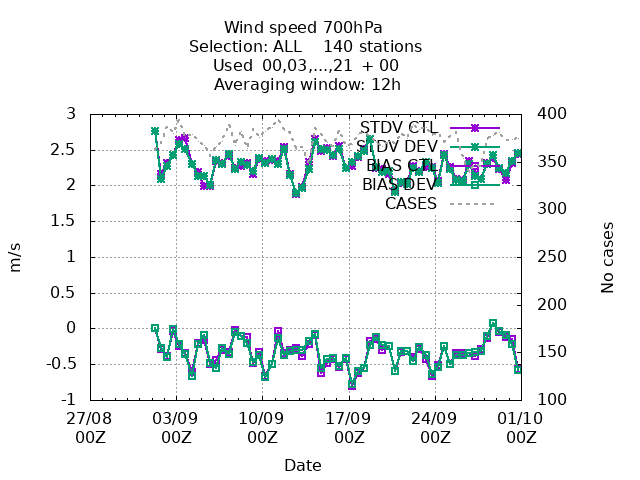 Wind speed 700hPa
Selection: ALL 140 stations
Used 00,03,...,21 + 00
Averaging window: 12h
STDV CTL
STDV DEV
BIAS CTL
BIAS DEV
CASES
3
2.5
2
1.5
1
0.5
0
-0.5
-1
400
350
300
250
200
150
100
m/s
No cases
27/08 03/09 10/09 17/09 24/09 01/10
00Z 00Z 00Z 00Z 00Z 00Z
Date